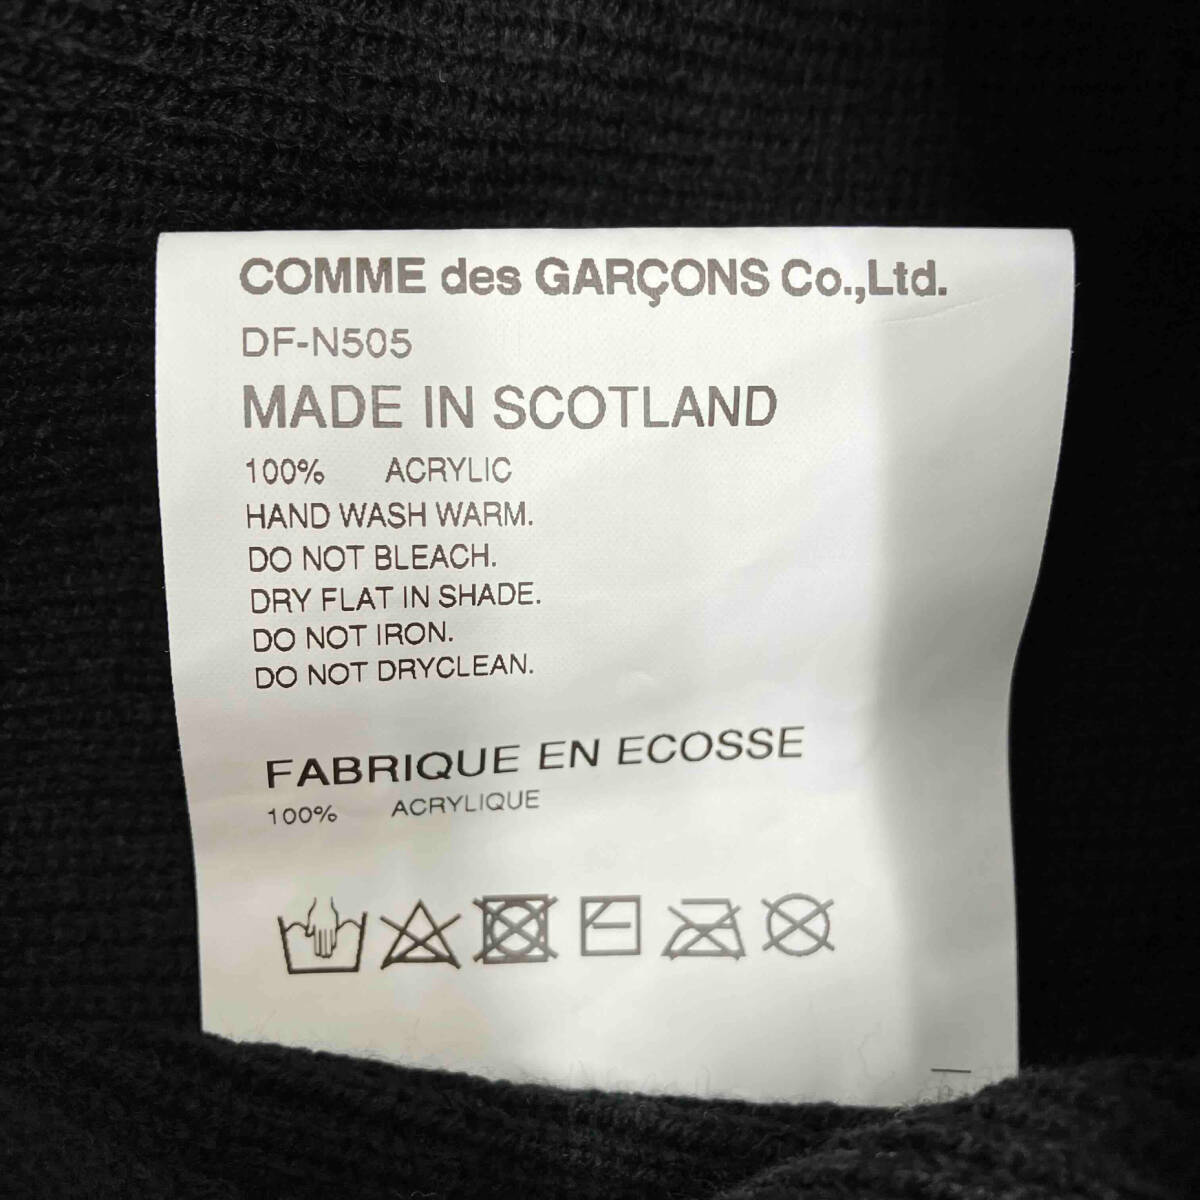 COMME des GARÇONS Co.,Ltd.
DF-N505
MADE IN SCOTLAND
100% ACRYLIC
HAND WASH WARM.
DO NOT BLEACH.
DRY FLAT IN SHADE.
DO NOT IRON.
DO NOT DRYCLEAN.
FABRIQUE EN ECOSSE
100% ACRYLIQUE